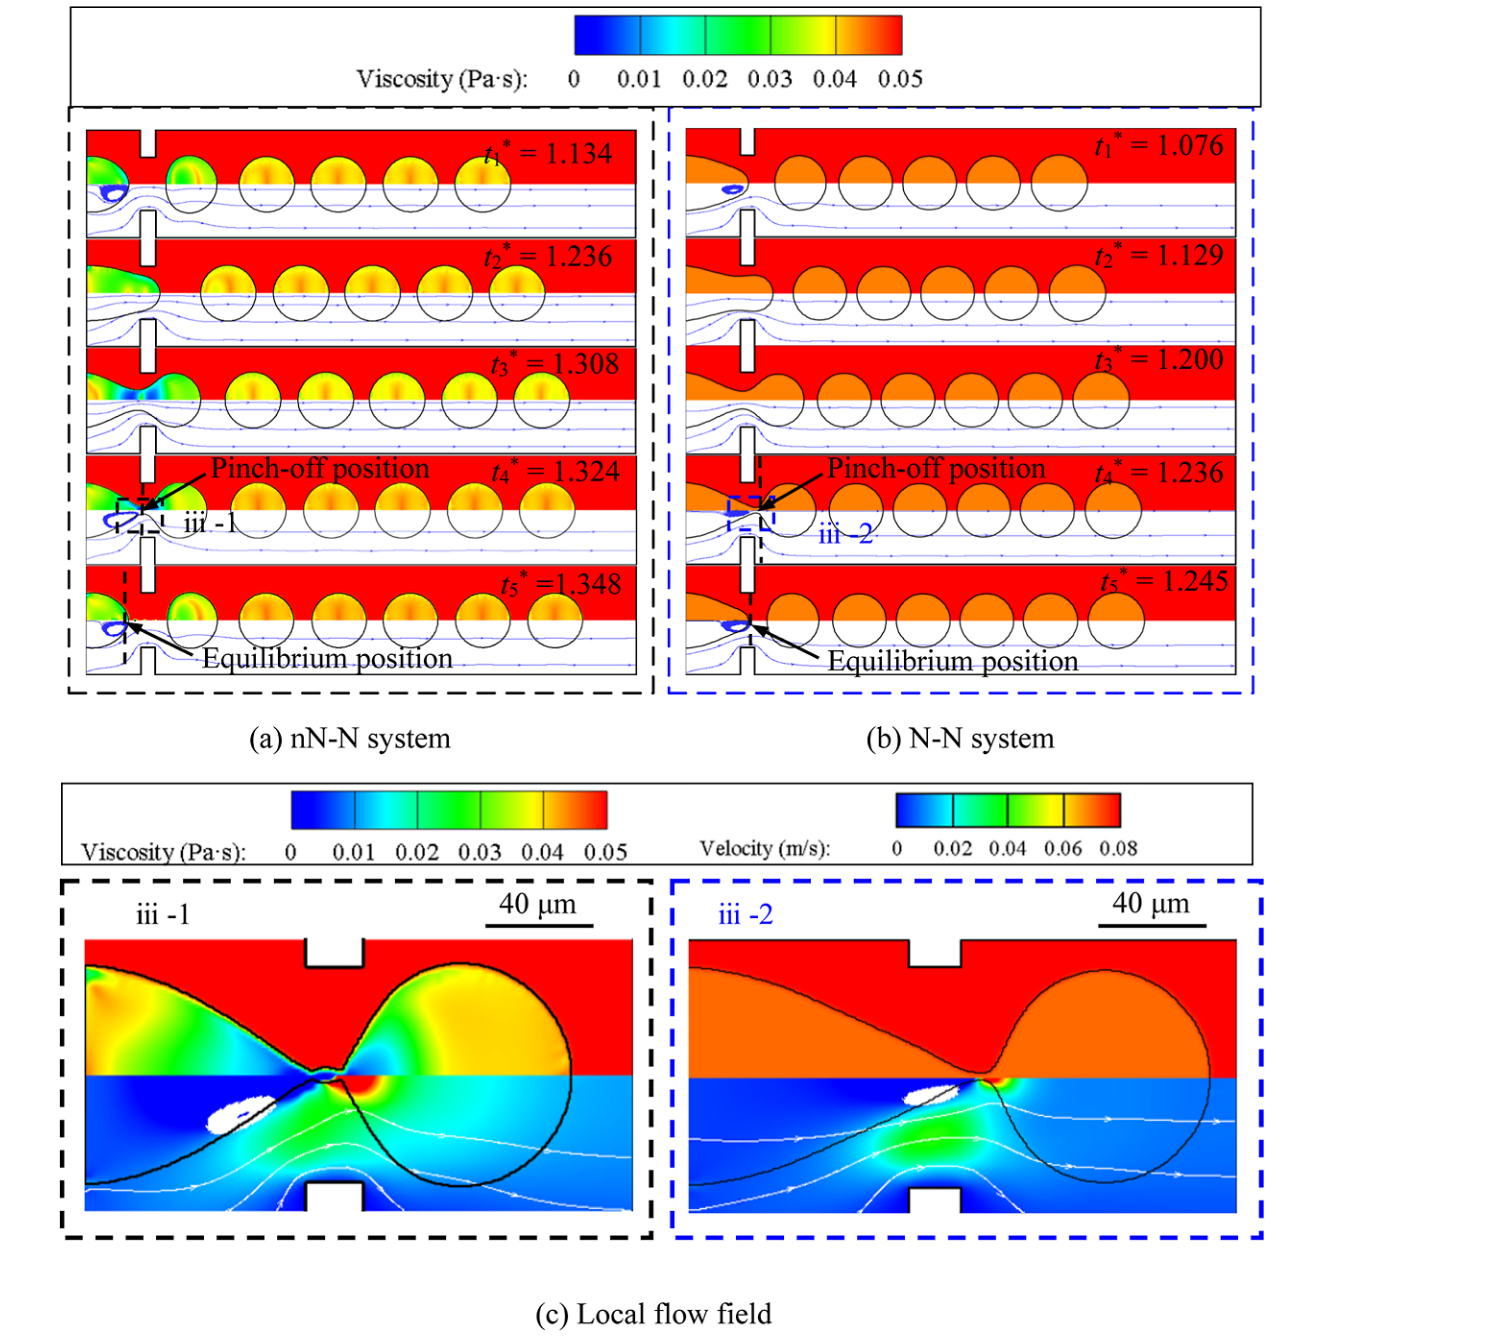 Viscosity (Pa·s): 0 0.01 0.02 0.03 0.04 0.05
t1* = 1.134
t2* = 1.236
t3* = 1.308
Pinch-off position
t4* = 1.324
iii -1
t5* =1.348
Equilibrium position
t1* = 1.076
t2* = 1.129
t3* = 1.200
Pinch-off position
t4* = 1.236
iii -2
t5* = 1.245
Equilibrium position
(a) nN-N system
(b) N-N system
Viscosity (Pa·s): 0 0.01 0.02 0.03 0.04 0.05
Velocity (m/s): 0 0.02 0.04 0.06 0.08
iii -1
40 μm
iii -2
40 μm
(c) Local flow field